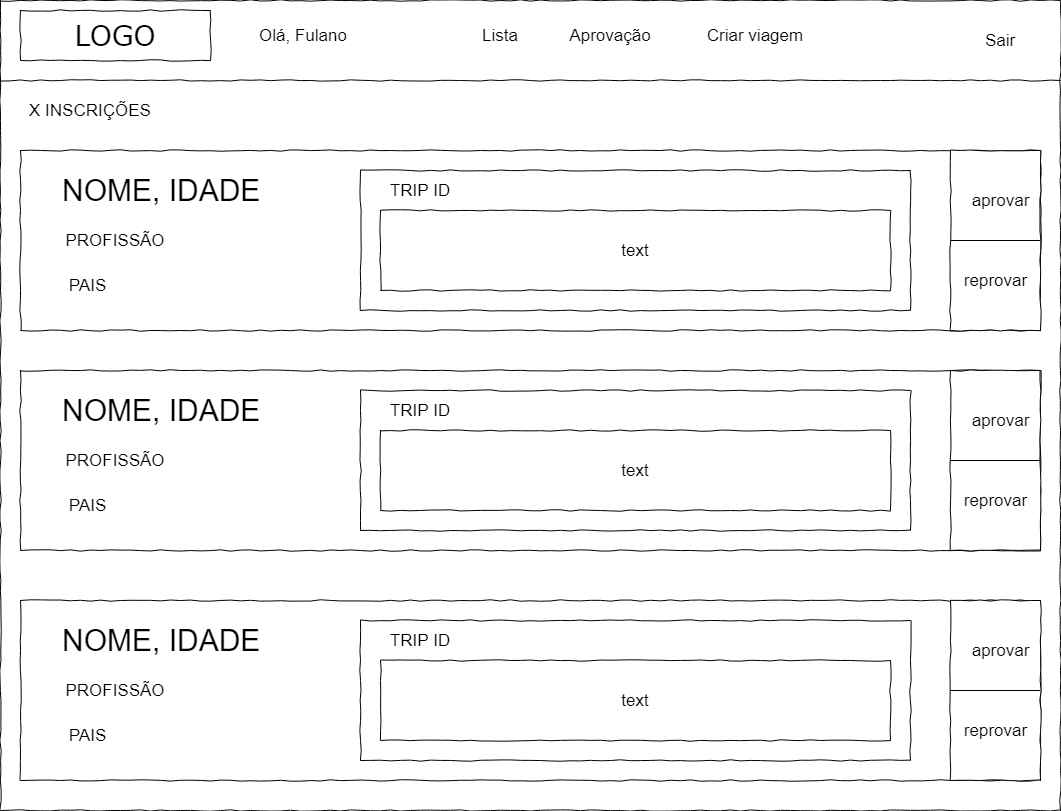 LOGO
Olá, Fulano
Lista
Aprovação
Criar viagem
Sair
X INSCRIÇÕES
NOME, IDADE
PROFISSÃO
PAIS
TRIP ID
text
aprovar
reprovar
NOME, IDADE
PROFISSÃO
PAIS
TRIP ID
text
aprovar
reprovar
NOME, IDADE
PROFISSÃO
PAIS
TRIP ID
text
aprovar
reprovar